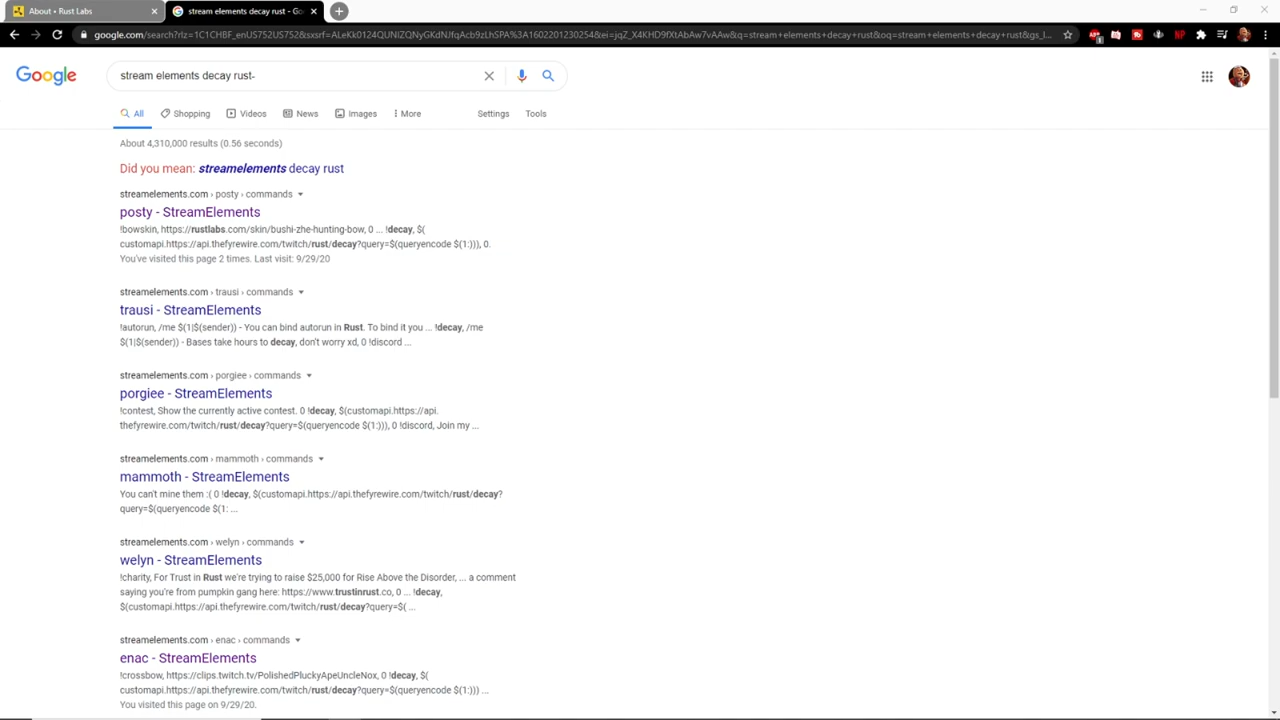 About • Rust Labs
stream elements decay rust - Go
google.com/search?rlz=1C1CHBF_enUS752US752&sxsrf=ALeKk0124QUNIZQNyGKdNJfqAcb9zLhSPA%3A1602201230254&ei=jqZ_X4KHD9fXtAbAw7vAAw&q=stream+elements+decay+rust&oq=stream+elements+decay+rust&gs_l...
Google
stream elements decay rust-
All
Shopping
Videos
News
Images
More
Settings
Tools
About 4,310,000 results (0.56 seconds)
Did you mean: streamelements decay rust
streamelements.com › posty › commands
posty - StreamElements
!bowskin, https://rustlabs.com/skin/bushi-zhe-hunting-bow, 0 ... !decay, $(
customapi.https://api.thefyrewire.com/twitch/rust/decay?query=$(queryencode $(1:))), 0.
You've visited this page 2 times. Last visit: 9/29/20
streamelements.com › trausi › commands
trausi - StreamElements
!autorun, /me $(1|$(sender)) - You can bind autorun in Rust. To bind it you ... !decay, /me
$(1|$(sender)) - Bases take hours to decay, don't worry xd, 0 !discord ...
streamelements.com › porgiee › commands
porgiee - StreamElements
!contest, Show the currently active contest. 0 !decay, $(customapi.https://api.
thefyrewire.com/twitch/rust/decay?query=$(queryencode $(1:))), 0 !discord, Join my ...
streamelements.com › mammoth › commands
mammoth - StreamElements
You can't mine them :( 0 !decay, $(customapi.https://api.thefyrewire.com/twitch/rust/decay?
query=$(queryencode $(1: ...
streamelements.com › welyn › commands
welyn - StreamElements
!charity, For Trust in Rust we're trying to raise $25,000 for Rise Above the Disorder, ... a comment
saying you're from pumpkin gang here: https://www.trustinrust.co, 0 ... !decay,
$(customapi.https://api.thefyrewire.com/twitch/rust/decay?query=$( ...
streamelements.com › enac › commands
enac - StreamElements
!crossbow, https://clips.twitch.tv/PolishedPluckyApeUncleNox, 0 !decay, $(
customapi.https://api.thefyrewire.com/twitch/rust/decay?query=$(queryencode $(1:))) ...
You visited this page on 9/29/20.